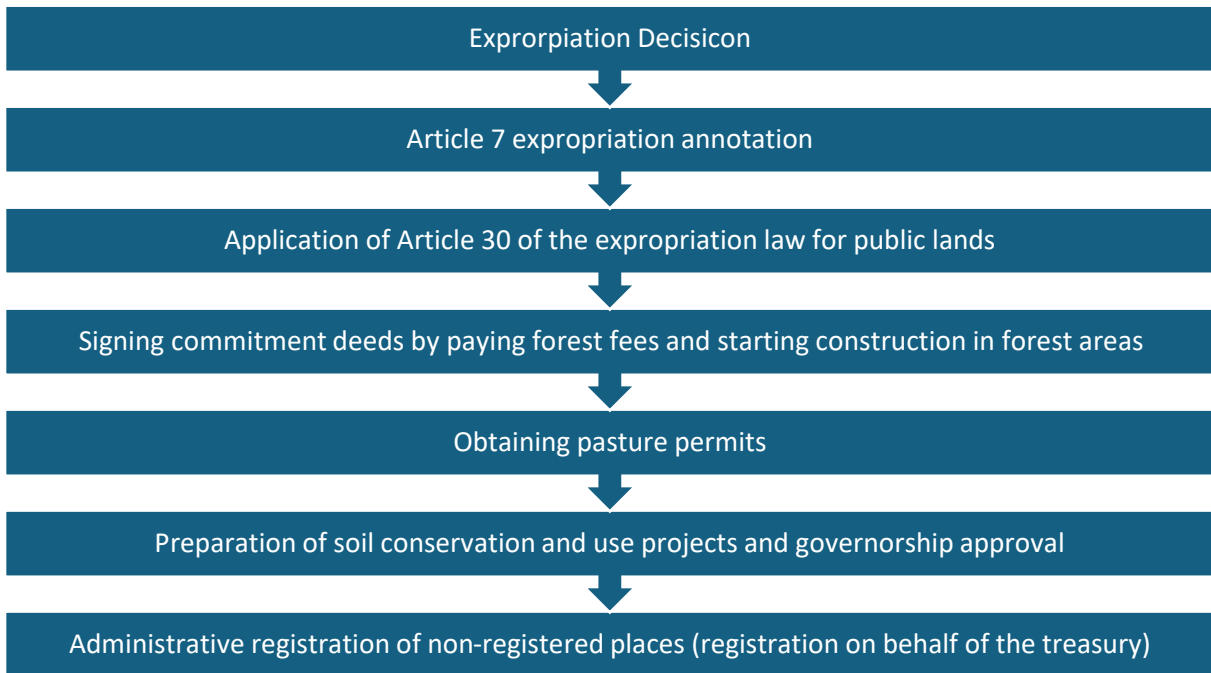 Exprorpiation Decisicon
Article 7 expropriation annotation
Application of Article 30 of the expropriation law for public lands
Signing commitment deeds by paying forest fees and starting construction in forest areas
Obtaining pasture permits
Preparation of soil conservation and use projects and governorship approval
Administrative registration of non-registered places (registration on behalf of the treasury)